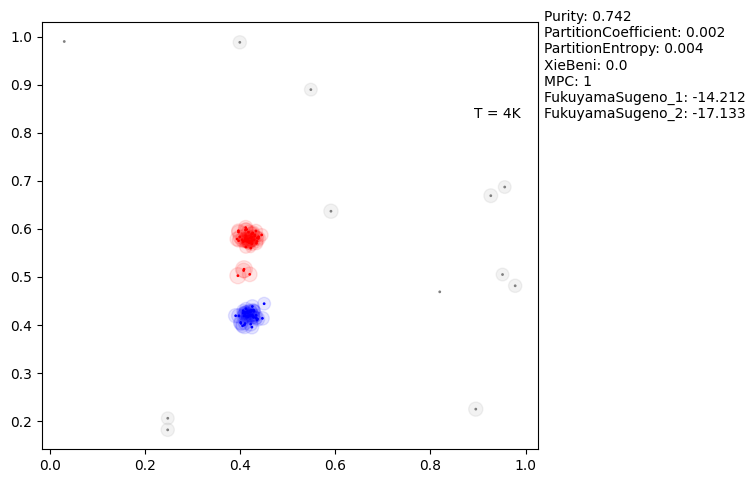 Purity: 0.742
PartitionCoefficient: 0.002
PartitionEntropy: 0.004
XieBeni: 0.0
MPC: 1
FukuyamaSugeno_1: -14.212
FukuyamaSugeno_2: -17.133
T = 4K
1.0
0.9
0.8
0.7
0.6
0.5
0.4
0.3
0.2
0.0
0.2
0.4
0.6
0.8
1.0